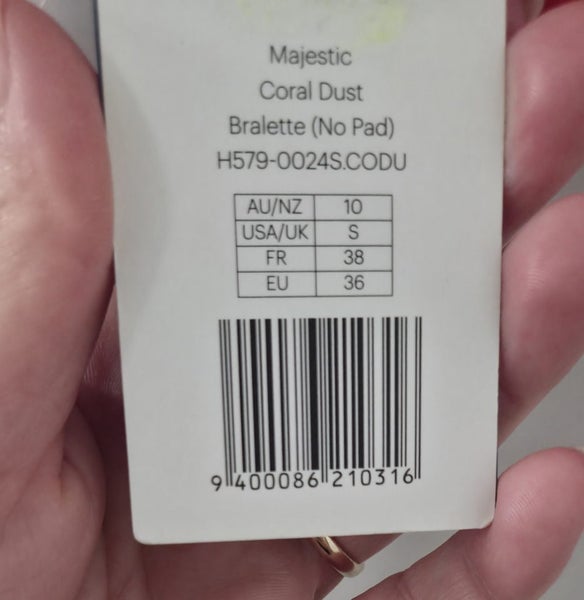 Majestic
Coral Dust
Bralette (No Pad)
H579-0024S.CODU
AU/NZ 10
USA/UK S
FR 38
EU 36
9 400086 210316